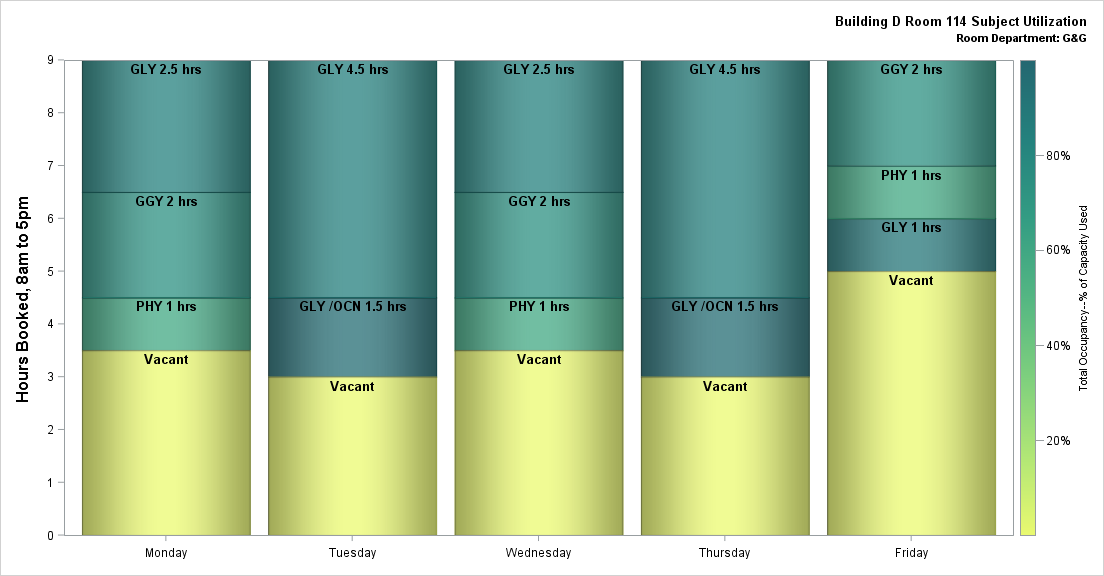 Building D Room 114 Subject Utilization
Room Department: G&G
Hours Booked, 8am to 5pm
9
8
7
6
5
4
3
2
1
0
GLY 2.5 hrs
GGY 2 hrs
PHY 1 hrs
Vacant
GLY 4.5 hrs
GLY /OCN 1.5 hrs
Vacant
GLY 2.5 hrs
GGY 2 hrs
PHY 1 hrs
Vacant
GLY 4.5 hrs
GLY /OCN 1.5 hrs
Vacant
GGY 2 hrs
PHY 1 hrs
GLY 1 hrs
Vacant
Monday
Tuesday
Wednesday
Thursday
Friday
80%
60%
40%
20%
Total Occupancy--% of Capacity Used